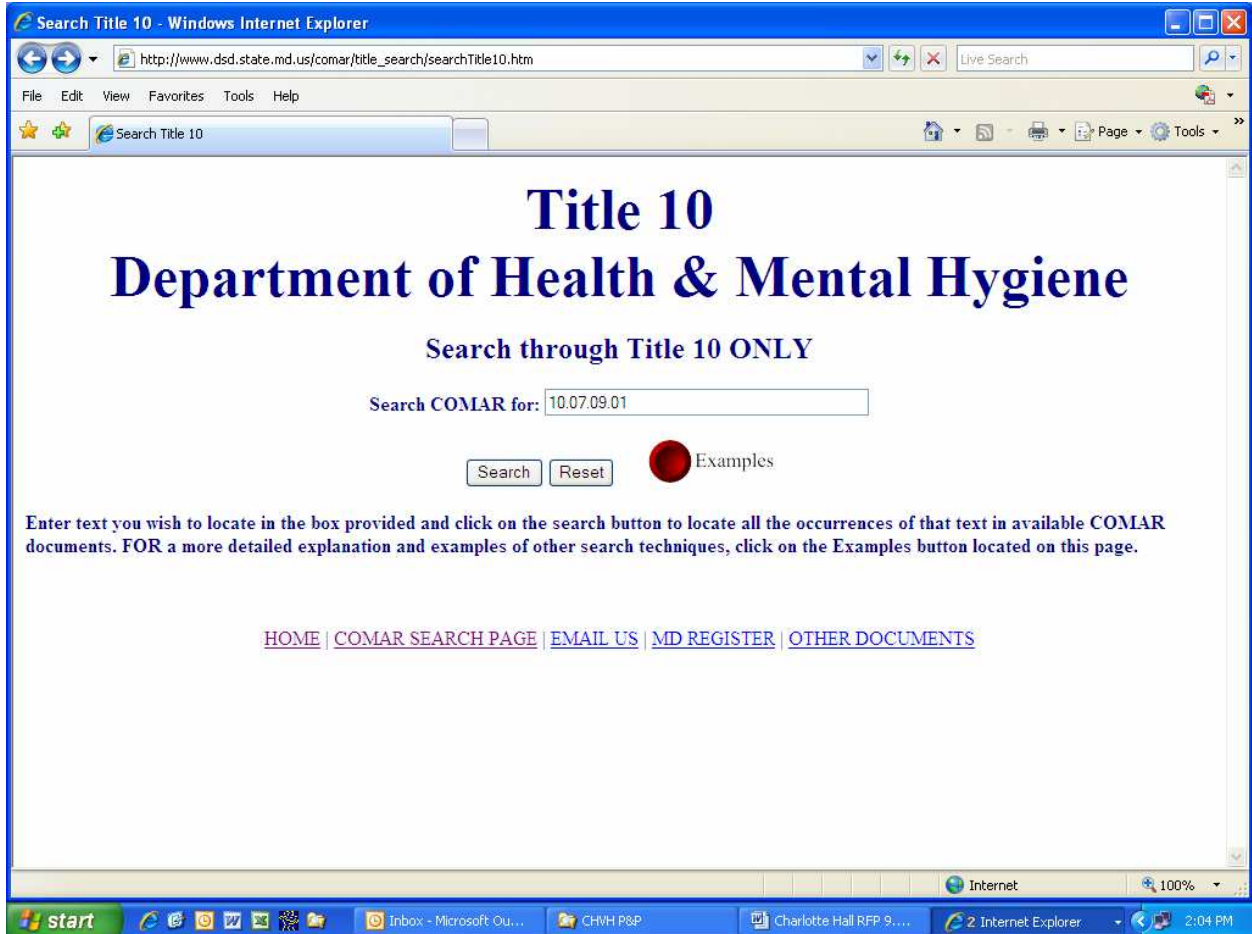 Search Title 10 - Windows Internet Explorer
http://www.dsd.state.md.us/comar/title_search/searchTitle10.htm
Live Search
File Edit View Favorites Tools Help
Search Title 10
Page Tools
Title 10
Department of Health & Mental Hygiene
Search through Title 10 ONLY
Search COMAR for: 10.07.09.01
Search Reset Examples
Enter text you wish to locate in the box provided and click on the search button to locate all the occurrences of that text in available COMAR
documents. FOR a more detailed explanation and examples of other search techniques, click on the Examples button located on this page.
HOME | COMAR SEARCH PAGE | EMAIL US | MD REGISTER | OTHER DOCUMENTS
Internet 100%
start Inbox - Microsoft Ou... CHVH P&P Charlotte Hall RFP 9.... 2 Internet Explorer 2:04 PM